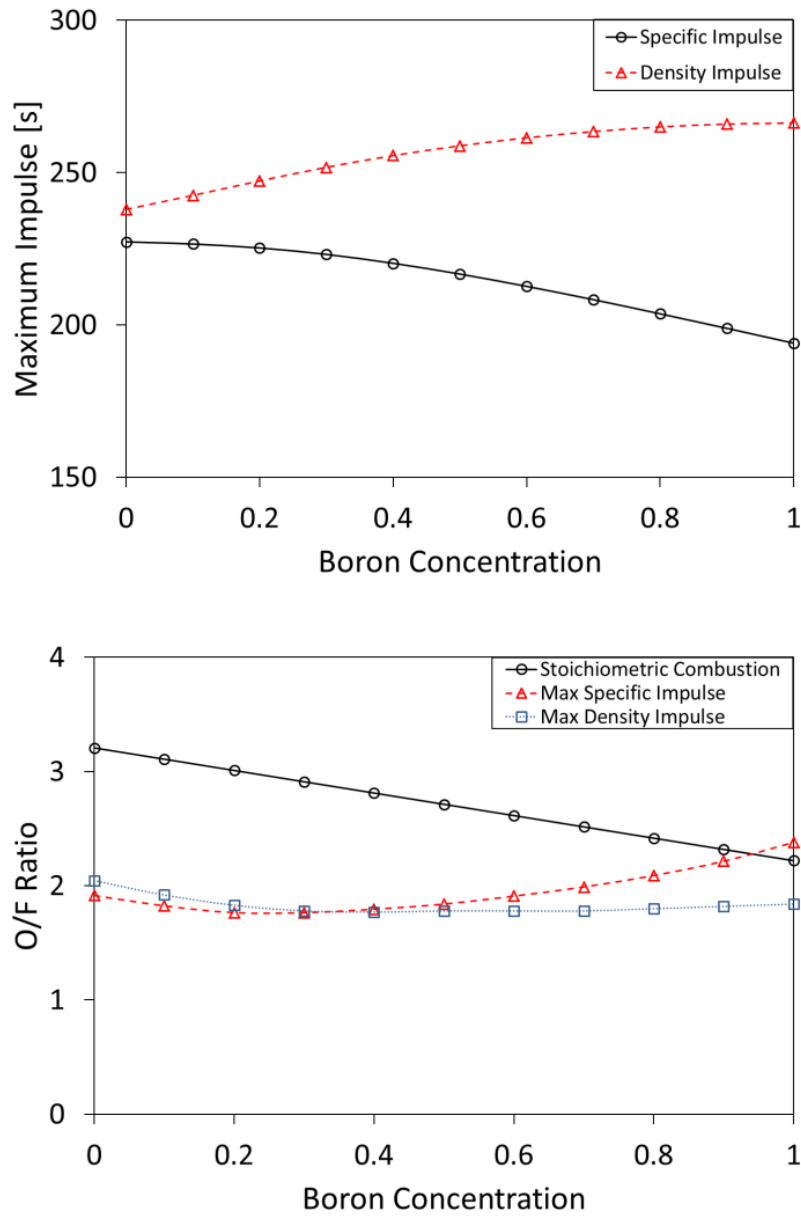 300
Specific Impulse
Density Impulse
250
Maximum Impulse [s]
200
150
0 0.2 0.4 0.6 0.8 1
Boron Concentration
4
Stoichiometric Combustion
Max Specific Impulse
Max Density Impulse
3
O/F Ratio
2
1
0
0 0.2 0.4 0.6 0.8 1
Boron Concentration